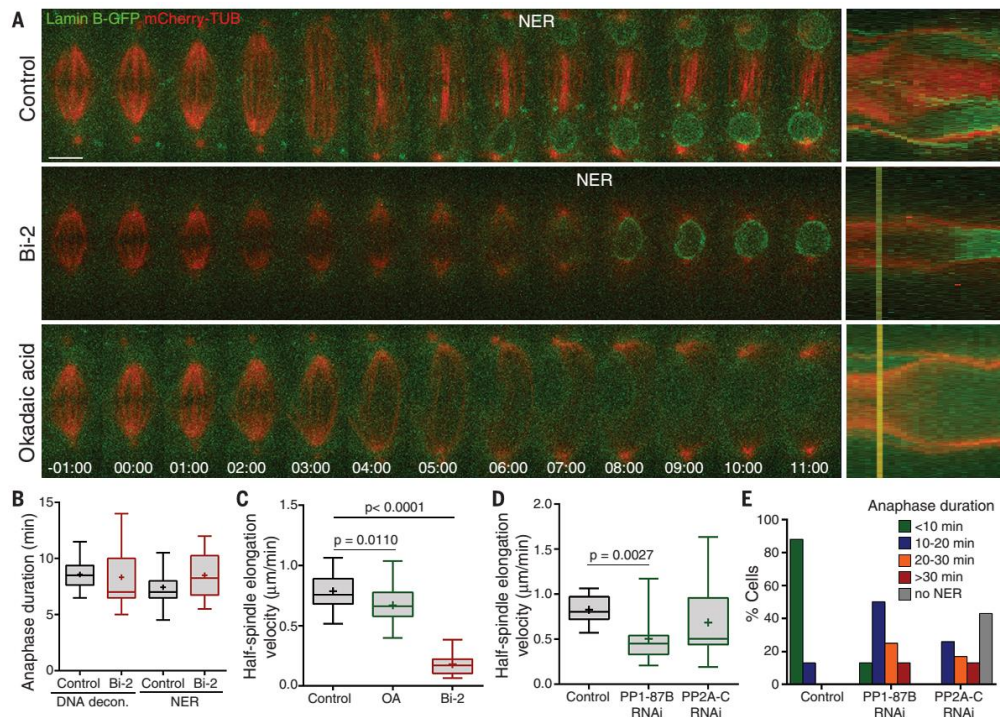 A
Lamin B-GFP mCherry-TUB
NER
Control
NER
Bi-2
Okadaic acid
-01:00 00:00 01:00 02:00 03:00 04:00 05:00 06:00 07:00 08:00 09:00 10:00 11:00
B
Anaphase duration (min)
15
10
5
0
Control Bi-2 Control Bi-2
DNA decon. NER
C
Half-spindle elongation
velocity (µm/min)
1.5
1.0
0.5
0.0
p< 0.0001
p = 0.0110
Control OA Bi-2
D
Half-spindle elongation
velocity (µm/min)
2.0
1.5
1.0
0.5
0.0
p = 0.0027
Control PP1-87B PP2A-C
RNAi RNAi
E
Anaphase duration
<10 min
10-20 min
20-30 min
>30 min
no NER
% Cells
100
80
60
40
20
0
Control PP1-87B PP2A-C
RNAi RNAi